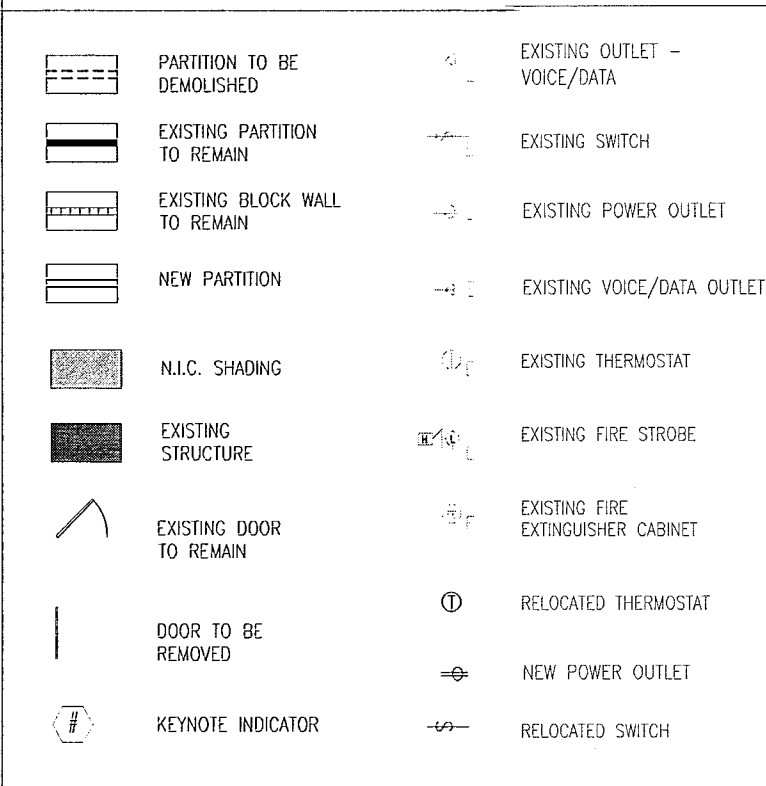 PARTITION TO BE
DEMOLISHED
EXISTING PARTITION
TO REMAIN
EXISTING BLOCK WALL
TO REMAIN
NEW PARTITION
N.I.C. SHADING
EXISTING
STRUCTURE
EXISTING DOOR
TO REMAIN
DOOR TO BE
REMOVED
#
#
KEYNOTE INDICATOR
EXISTING OUTLET –
VOICE/DATA
EXISTING SWITCH
EXISTING POWER OUTLET
EXISTING VOICE/DATA OUTLET
EXISTING THERMOSTAT
EXISTING FIRE STROBE
EXISTING FIRE
EXTINGUISHER CABINET
T
RELOCATED THERMOSTAT
NEW POWER OUTLET
RELOCATED SWITCH